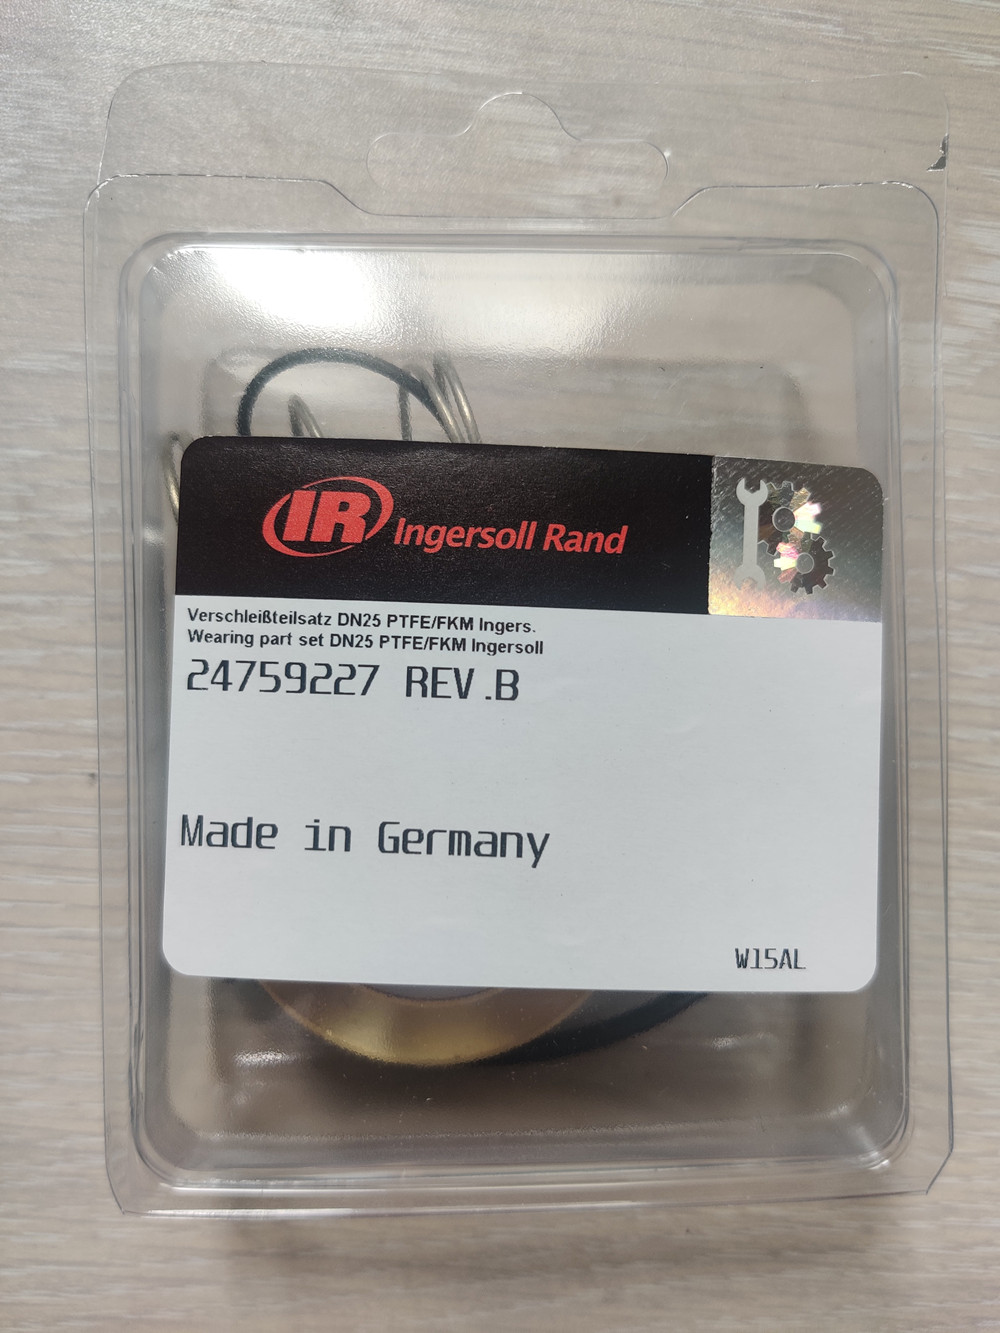 IR Ingersoll Rand
Verschleißteilsatz DN25 PTFE/FKM Ingers.
Wearing part set DN25 PTFE/FKM Ingersoll
24759227 REV.B
Made in Germany
W15AL